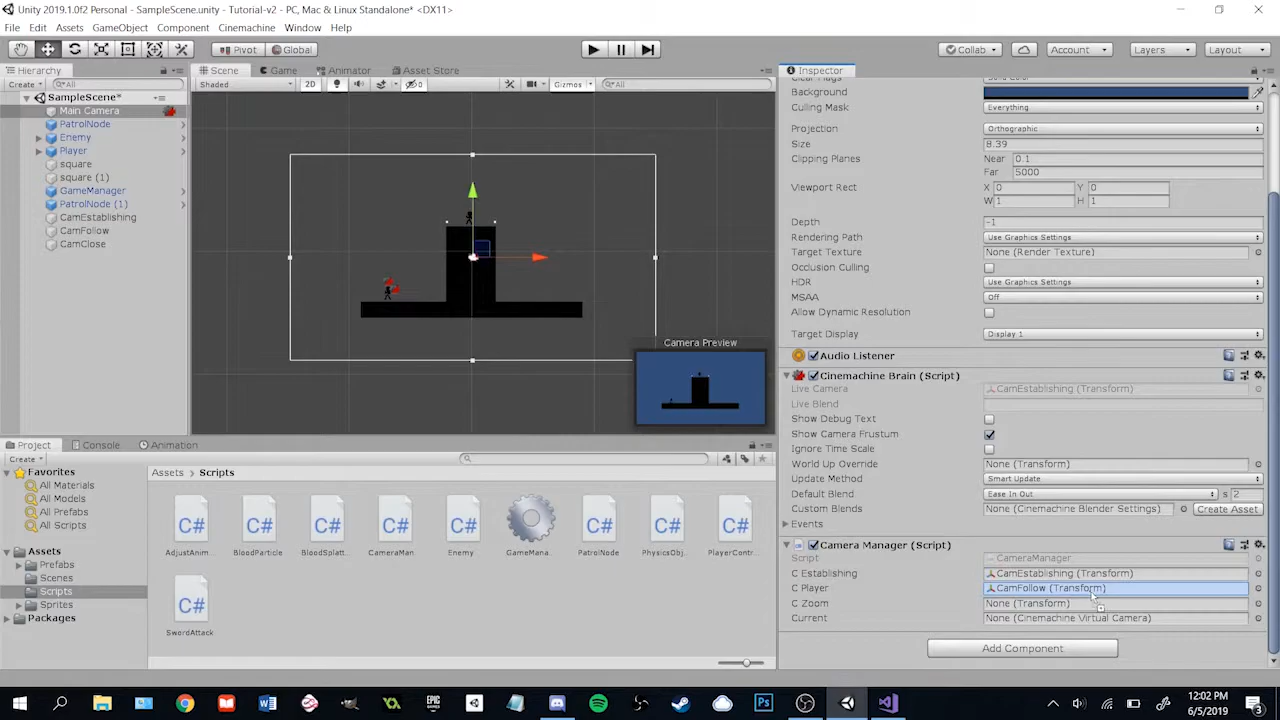 Unity 2019.1.0f2 Personal - SampleScene.unity - Tutorial-v2 - PC, Mac & Linux Standalone* <DX11>
File Edit Assets GameObject Component Cinemachine Window Help
Pivot Global Collab Account Layers Layout
Hierarchy Scene Game Animator Asset Store Inspector
Create All Shaded 2D 0 Gizmos All
SampleScene*
Main Camera
PatrolNode
Enemy
Player
square
square (1)
GameManager
PatrolNode (1)
CamEstablishing
CamFollow
CamClose
Camera Preview
Background
Culling Mask Everything
Projection Orthographic
Size 8.39
Clipping Planes Near 0.1
Far 5000
Viewport Rect X 0 Y 0
W 1 H 1
Depth -1
Rendering Path Use Graphics Settings
Target Texture None (Render Texture)
Occlusion Culling
HDR Use Graphics Settings
MSAA Off
Allow Dynamic Resolution
Target Display Display 1
Audio Listener
Cinemachine Brain (Script)
Live Camera CamEstablishing (Transform)
Live Blend
Show Debug Text
Show Camera Frustum
Ignore Time Scale
World Up Override None (Transform)
Update Method Smart Update
Default Blend Ease In Out s 2
Custom Blends None (Cinemachine Blender Settings) Create Asset
Events
Camera Manager (Script)
Script CameraManager
C Establishing CamEstablishing (Transform)
C Player CamFollow (Transform)
C Zoom None (Transform)
Current None (Cinemachine Virtual Camera)
Add Component
Project Console Animation
Create
Favorites
All Materials
All Models
All Prefabs
All Scripts
Assets
Prefabs
Scenes
Scripts
Sprites
Packages
Assets Scripts
C# C# C# C# C# C# C# C#
AdjustAnim... BloodParticle BloodSplatt... CameraMan... Enemy GameMana... PatrolNode PhysicsObj... PlayerContr...
C#
SwordAttack
12:02 PM
6/5/2019
3